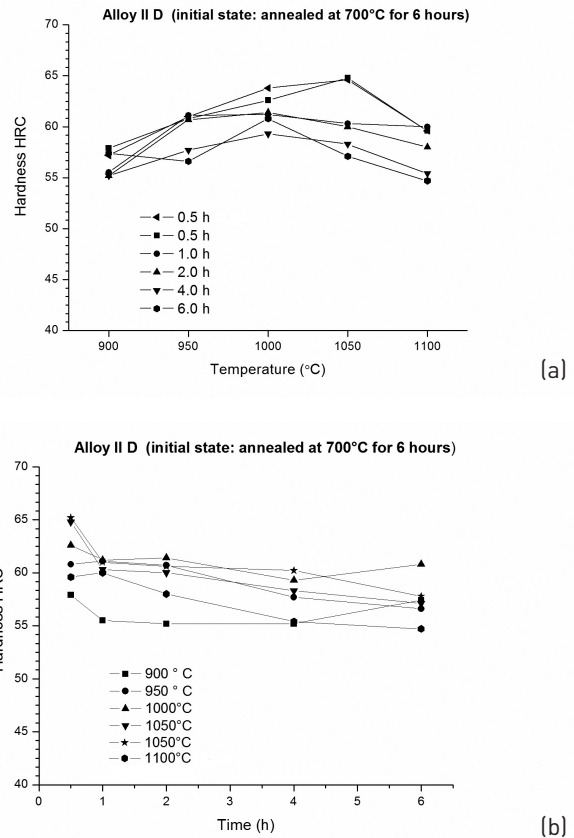 Alloy II D (initial state: annealed at 700°C for 6 hours)
70
65
60
55
50
45
40
Hardness HRC
0.5 h
0.5 h
1.0 h
2.0 h
4.0 h
6.0 h
900 950 1000 1050 1100
Temperature (°C)
(a)
Alloy II D (initial state: annealed at 700°C for 6 hours)
70
65
60
55
50
45
40
HRC
900 ° C
950 ° C
1000°C
1050°C
1050°C
1100°C
0 1 2 3 4 5 6
Time (h)
(b)